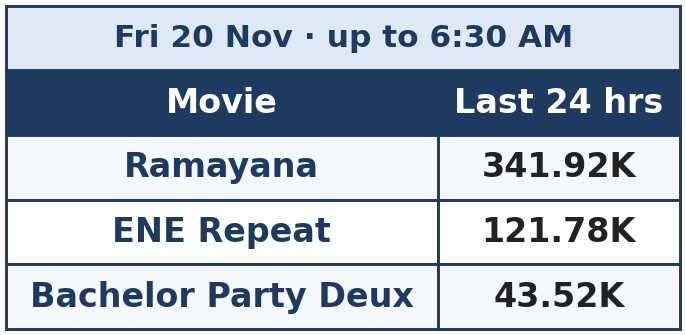 Fri 20 Nov · up to 6:30 AM
Movie Last 24 hrs
Ramayana 341.92K
ENE Repeat 121.78K
Bachelor Party Deux 43.52K